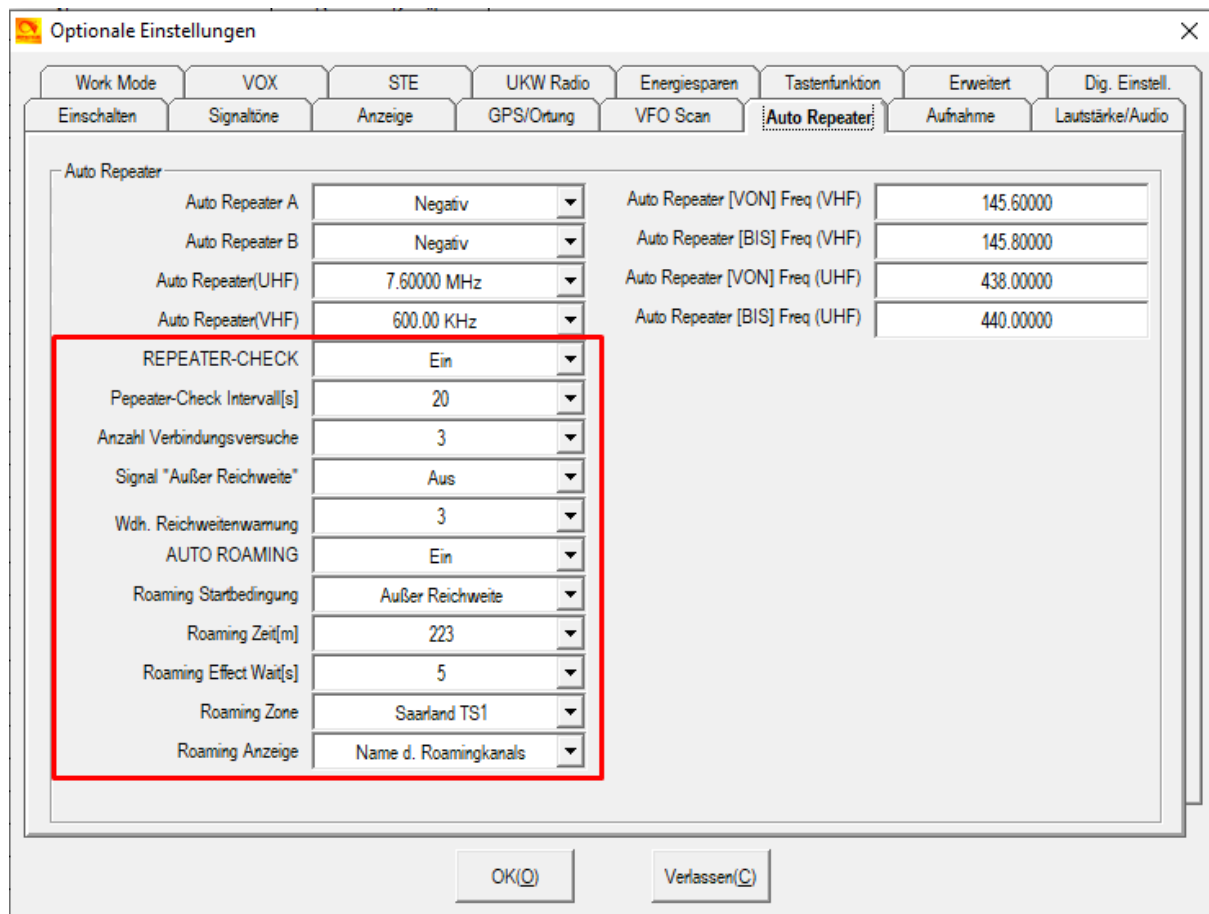 Optionale Einstellungen
Work Mode VOX STE UKW Radio Energiesparen Tastenfunktion Erweitert Dig. Einstell.
Einschalten Signaltöne Anzeige GPS/Ortung VFO Scan Auto Repeater Aufnahme Lautstärke/Audio
Auto Repeater
Auto Repeater A Negativ Auto Repeater [VON] Freq (VHF) 145.60000
Auto Repeater B Negativ Auto Repeater [BIS] Freq (VHF) 145.80000
Auto Repeater(UHF) 7.60000 MHz Auto Repeater [VON] Freq (UHF) 438.00000
Auto Repeater(VHF) 600.00 KHz Auto Repeater [BIS] Freq (UHF) 440.00000
REPEATER-CHECK Ein
Pepeater-Check Intervall[s] 20
Anzahl Verbindungsversuche 3
Signal "Außer Reichweite" Aus
Wdh. Reichweitenwarnung 3
AUTO ROAMING Ein
Roaming Startbedingung Außer Reichweite
Roaming Zeit[m] 223
Roaming Effect Wait[s] 5
Roaming Zone Saarland TS1
Roaming Anzeige Name d. Roamingkanals
OK(O) Verlassen(C)